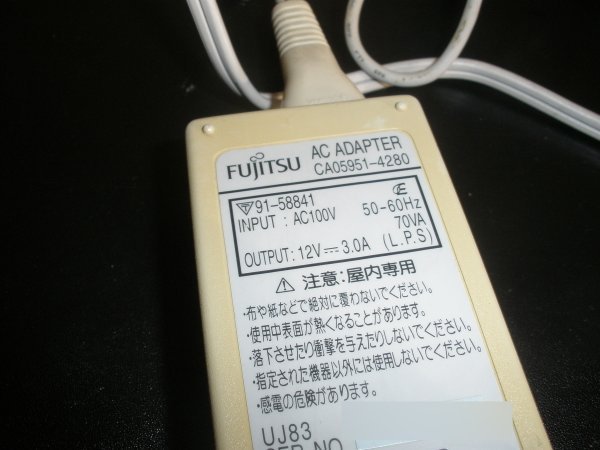 FUJITSU AC ADAPTER
CA05951-4280
91-58841
INPUT : AC100V 50-60Hz
70VA
OUTPUT: 12V⎓3.0A (L.P.S)
⚠ 注意:屋内専用
・布や紙などで絶対に覆わないでください。
・使用中表面が熱くなることがあります。
・落下させたり衝撃を与えたりしないでください。
・指定された機器以外には使用しないでください。
・感電の危険があります。
UJ83
SER NO